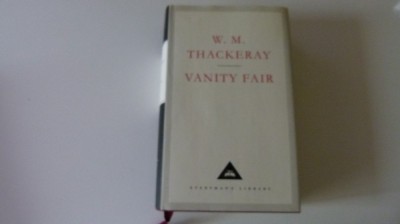 W. M.
THACKERAY
VANITY FAIR
EVERYMAN'S LIBRARY